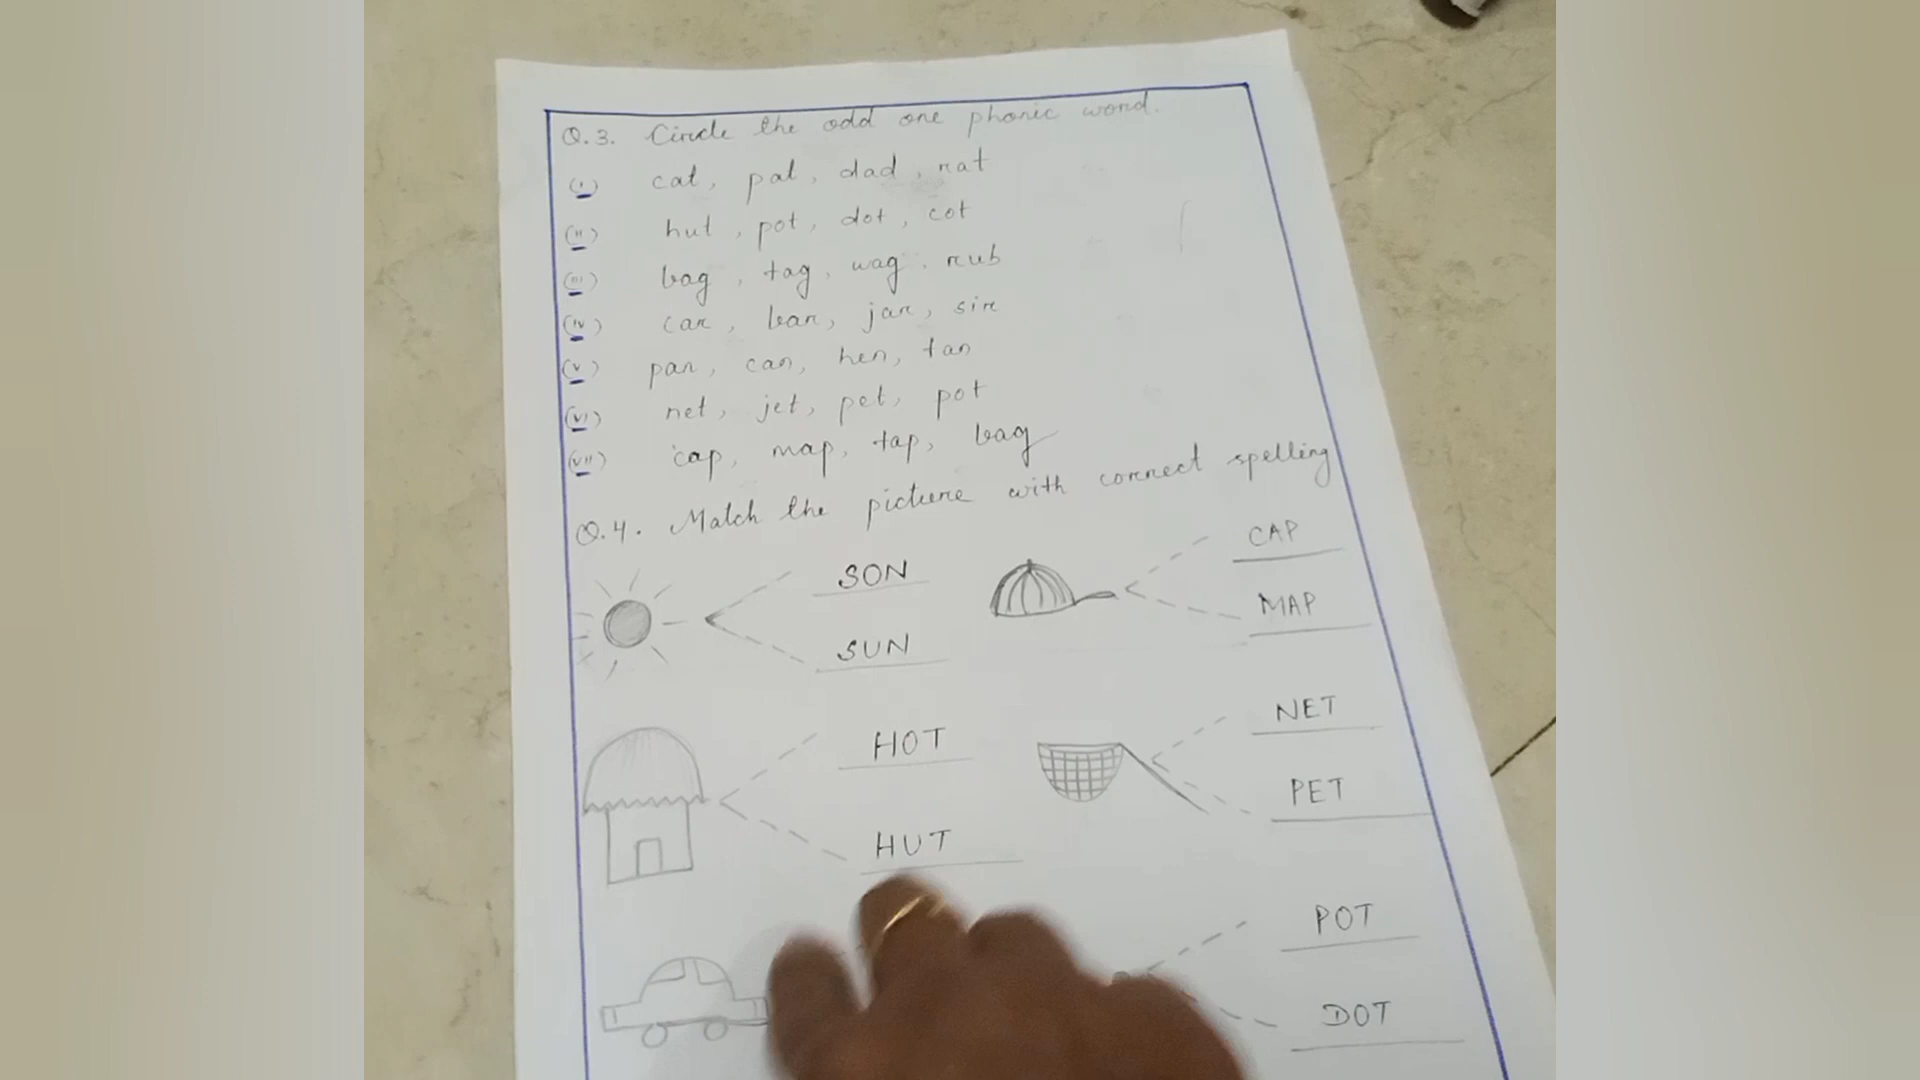 Q.3. Circle the odd one phonic word.
(i) cat, pat, dad, rat
(ii) hut, pot, dot, cot
(iii) bag, tag, wag, rub
(iv) car, bar, jar, sir
(v) pan, can, hen, tan
(vi) net, jet, pet, pot
(vii) cap, map, tap, bag
Q.4. Match the picture with correct spelling
SON
SUN
CAP
MAP
HOT
HUT
NET
PET
POT
DOT